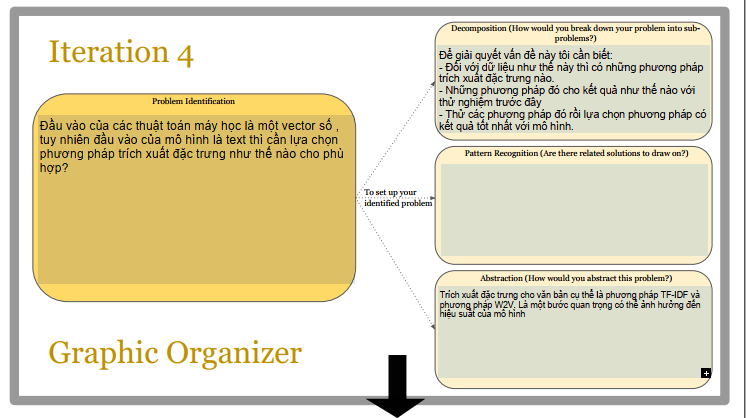 Iteration 4
Problem Identification
Đầu vào của các thuật toán máy học là một vector số ,
tuy nhiên đầu vào của mô hình là text thì cần lựa chọn
phương pháp trích xuất đặc trưng như thế nào cho phù
hợp?
Graphic Organizer
To set up your
identified problem
Decomposition (How would you break down your problem into sub-
problems?)
Để giải quyết vấn đề này tôi cần biết:
- Đối với dữ liệu như thế này thì có những phương pháp
trích xuất đặc trưng nào.
- Những phương pháp đó cho kết quả như thế nào với
thử nghiệm trước đây
- Thử các phương pháp đó rồi lựa chọn phương pháp có
kết quả tốt nhất với mô hình.
Pattern Recognition (Are there related solutions to draw on?)
Abstraction (How would you abstract this problem?)
Trích xuất đặc trưng cho văn bản cụ thể là phương pháp TF-IDF và
phương pháp W2V. Là một bước quan trọng có thể ảnh hưởng đến
hiệu suất của mô hình